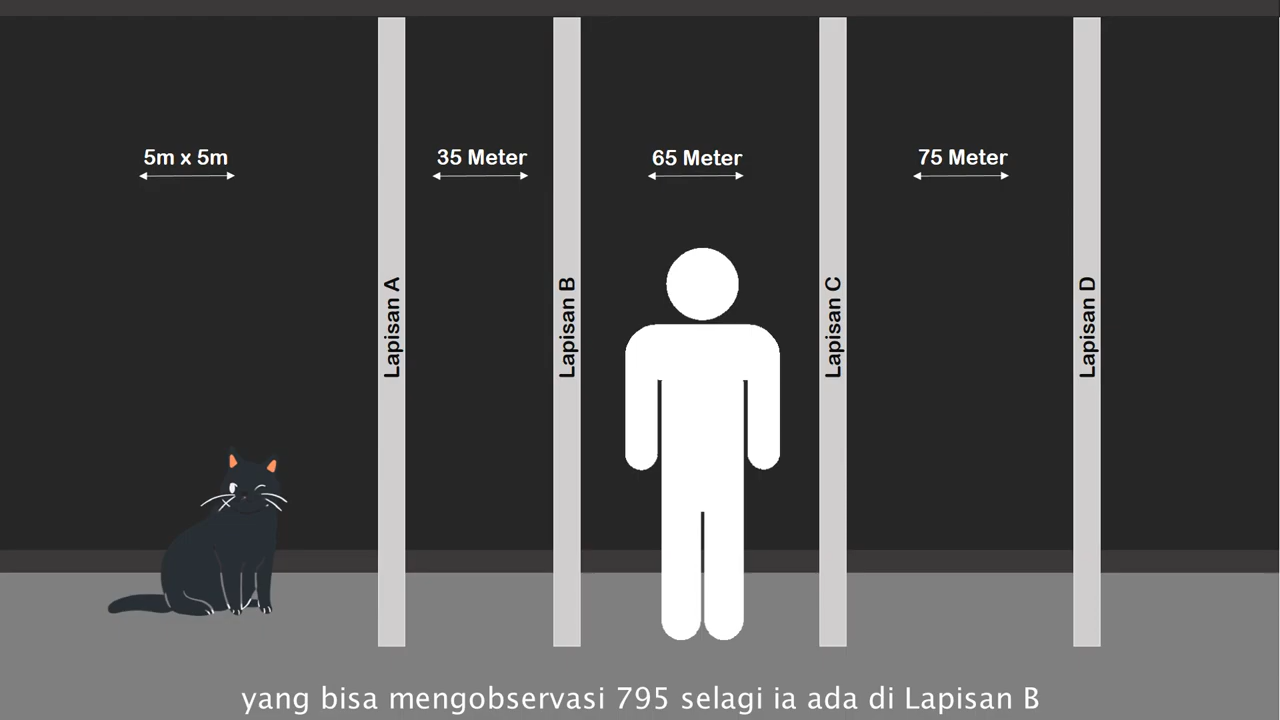 5m x 5m
35 Meter
65 Meter
75 Meter
Lapisan A
Lapisan B
Lapisan C
Lapisan D
yang bisa mengobservasi 795 selagi ia ada di Lapisan B